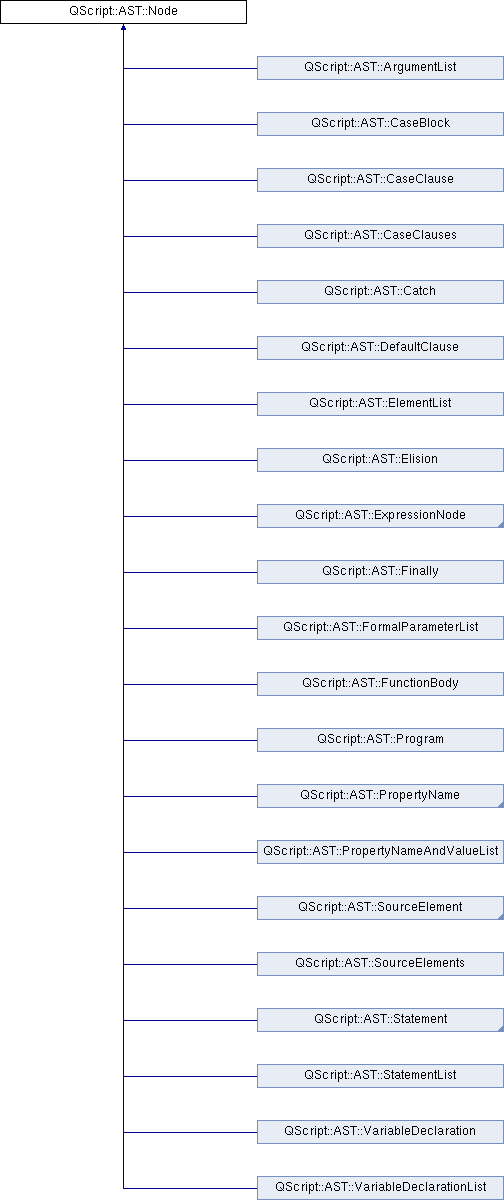 QScript::AST::Node
QScript::AST::ArgumentList
QScript::AST::CaseBlock
QScript::AST::CaseClause
QScript::AST::CaseClauses
QScript::AST::Catch
QScript::AST::DefaultClause
QScript::AST::ElementList
QScript::AST::Elision
QScript::AST::ExpressionNode
QScript::AST::Finally
QScript::AST::FormalParameterList
QScript::AST::FunctionBody
QScript::AST::Program
QScript::AST::PropertyName
QScript::AST::PropertyNameAndValueList
QScript::AST::SourceElement
QScript::AST::SourceElements
QScript::AST::Statement
QScript::AST::StatementList
QScript::AST::VariableDeclaration
QScript::AST::VariableDeclarationList